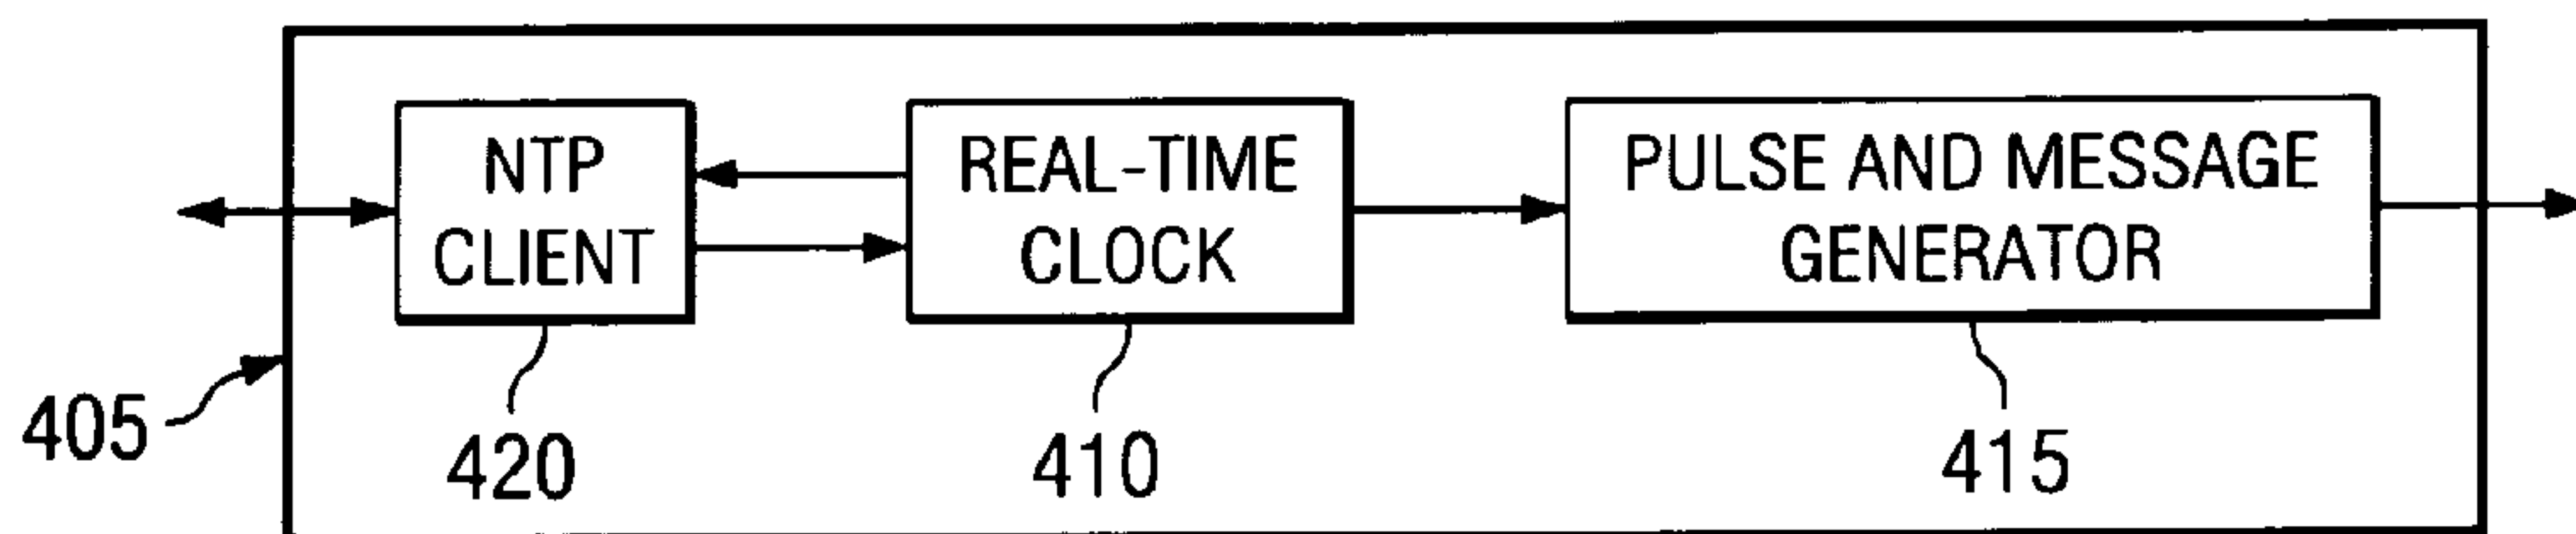 NTP
CLIENT
REAL-TIME
CLOCK
PULSE AND MESSAGE
GENERATOR
405
420
410
415